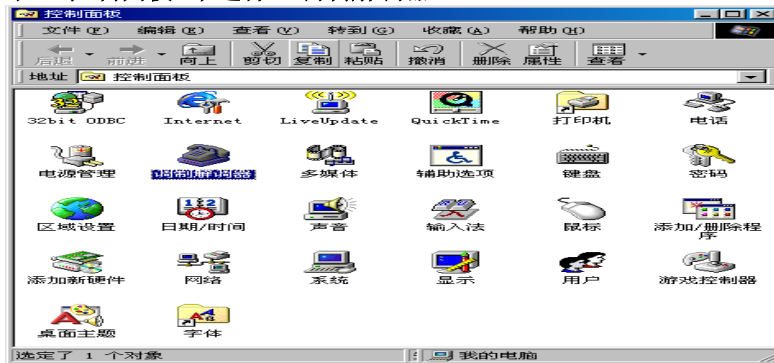 控制面板
文件(F) 编辑(E) 查看(V) 转到(G) 收藏(A) 帮助(H)
后退 前进 向上 剪切 复制 粘贴 撤消 删除 属性 查看
地址 控制面板
32bit ODBC Internet LiveUpdate QuickTime 打印机 电话
电源管理 调制解调器 多媒体 辅助选项 键盘 密码
区域设置 日期/时间 声音 输入法 鼠标 添加/删除程序
添加新硬件 网络 系统 显示 用户 游戏控制器
桌面主题 字体
选定了 1 个对象 我的电脑